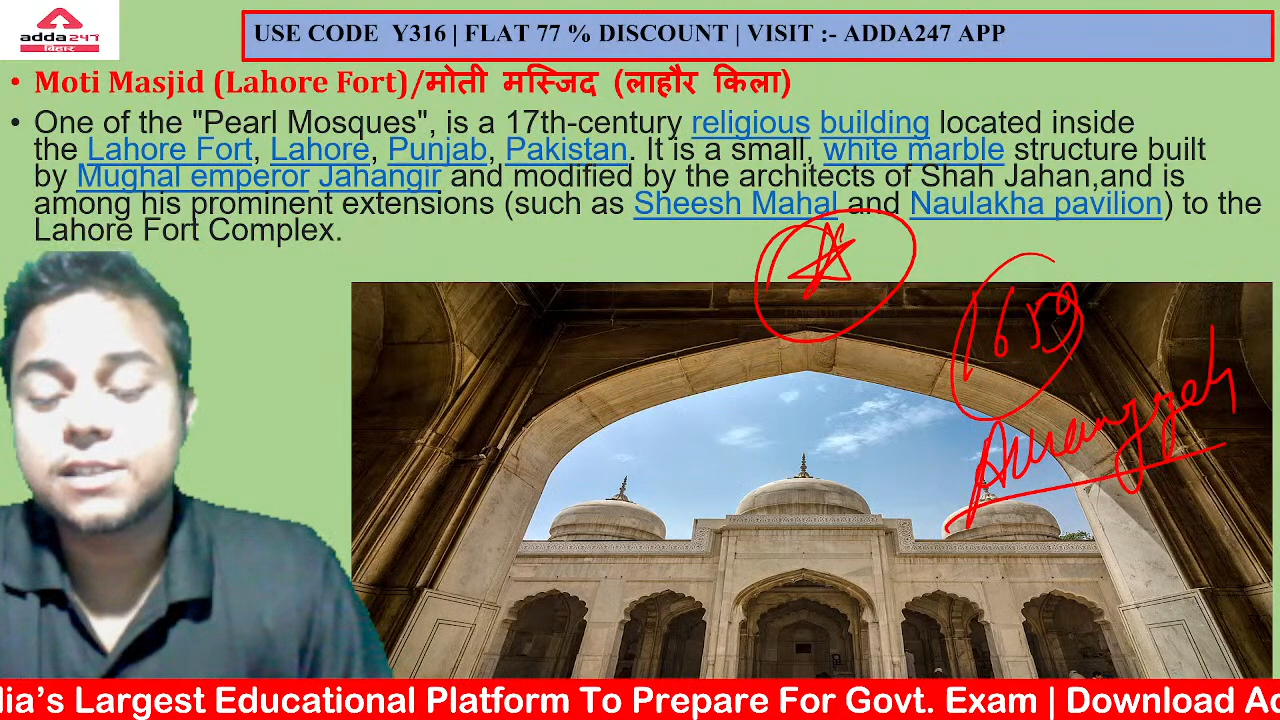 adda247
बिहार
USE CODE Y316 | FLAT 77 % DISCOUNT | VISIT :- ADDA247 APP
• Moti Masjid (Lahore Fort)/मोती मस्जिद (लाहौर किला)
• One of the "Pearl Mosques", is a 17th-century religious building located inside
the Lahore Fort, Lahore, Punjab, Pakistan. It is a small, white marble structure built
by Mughal emperor Jahangir and modified by the architects of Shah Jahan,and is
among his prominent extensions (such as Sheesh Mahal and Naulakha pavilion) to the
Lahore Fort Complex.
1659
Aurangzeb
dia's Largest Educational Platform To Prepare For Govt. Exam | Download Ad